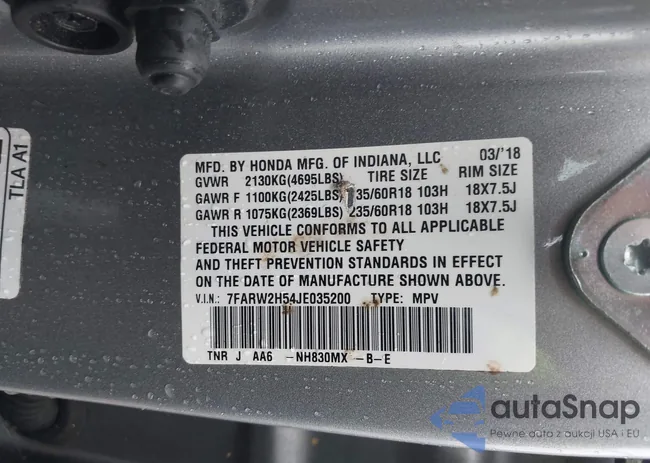 TLA A1
MFD. BY HONDA MFG. OF INDIANA, LLC 03/'18
GVWR 2130KG(4695LBS) TIRE SIZE RIM SIZE
GAWR F 1100KG(2425LBS) 35/60R18 103H 18X7.5J
GAWR R 1075KG(2369LBS) 235/60R18 103H 18X7.5J
THIS VEHICLE CONFORMS TO ALL APPLICABLE
FEDERAL MOTOR VEHICLE SAFETY
AND THEFT PREVENTION STANDARDS IN EFFECT
ON THE DATE OF MANUFACTURE SHOWN ABOVE.
V.I.N.: 7FARW2H54JE035200 TYPE: MPV
TNR J AA6 -NH830MX -B-E
autaSnap
Pewne auta z aukcji USA i EU